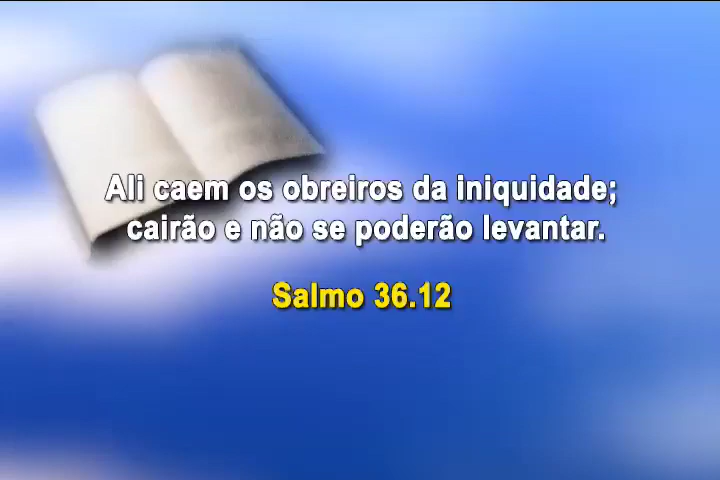 Ali caem os obreiros da iniquidade;
cairão e não se poderão levantar.
Salmo 36.12